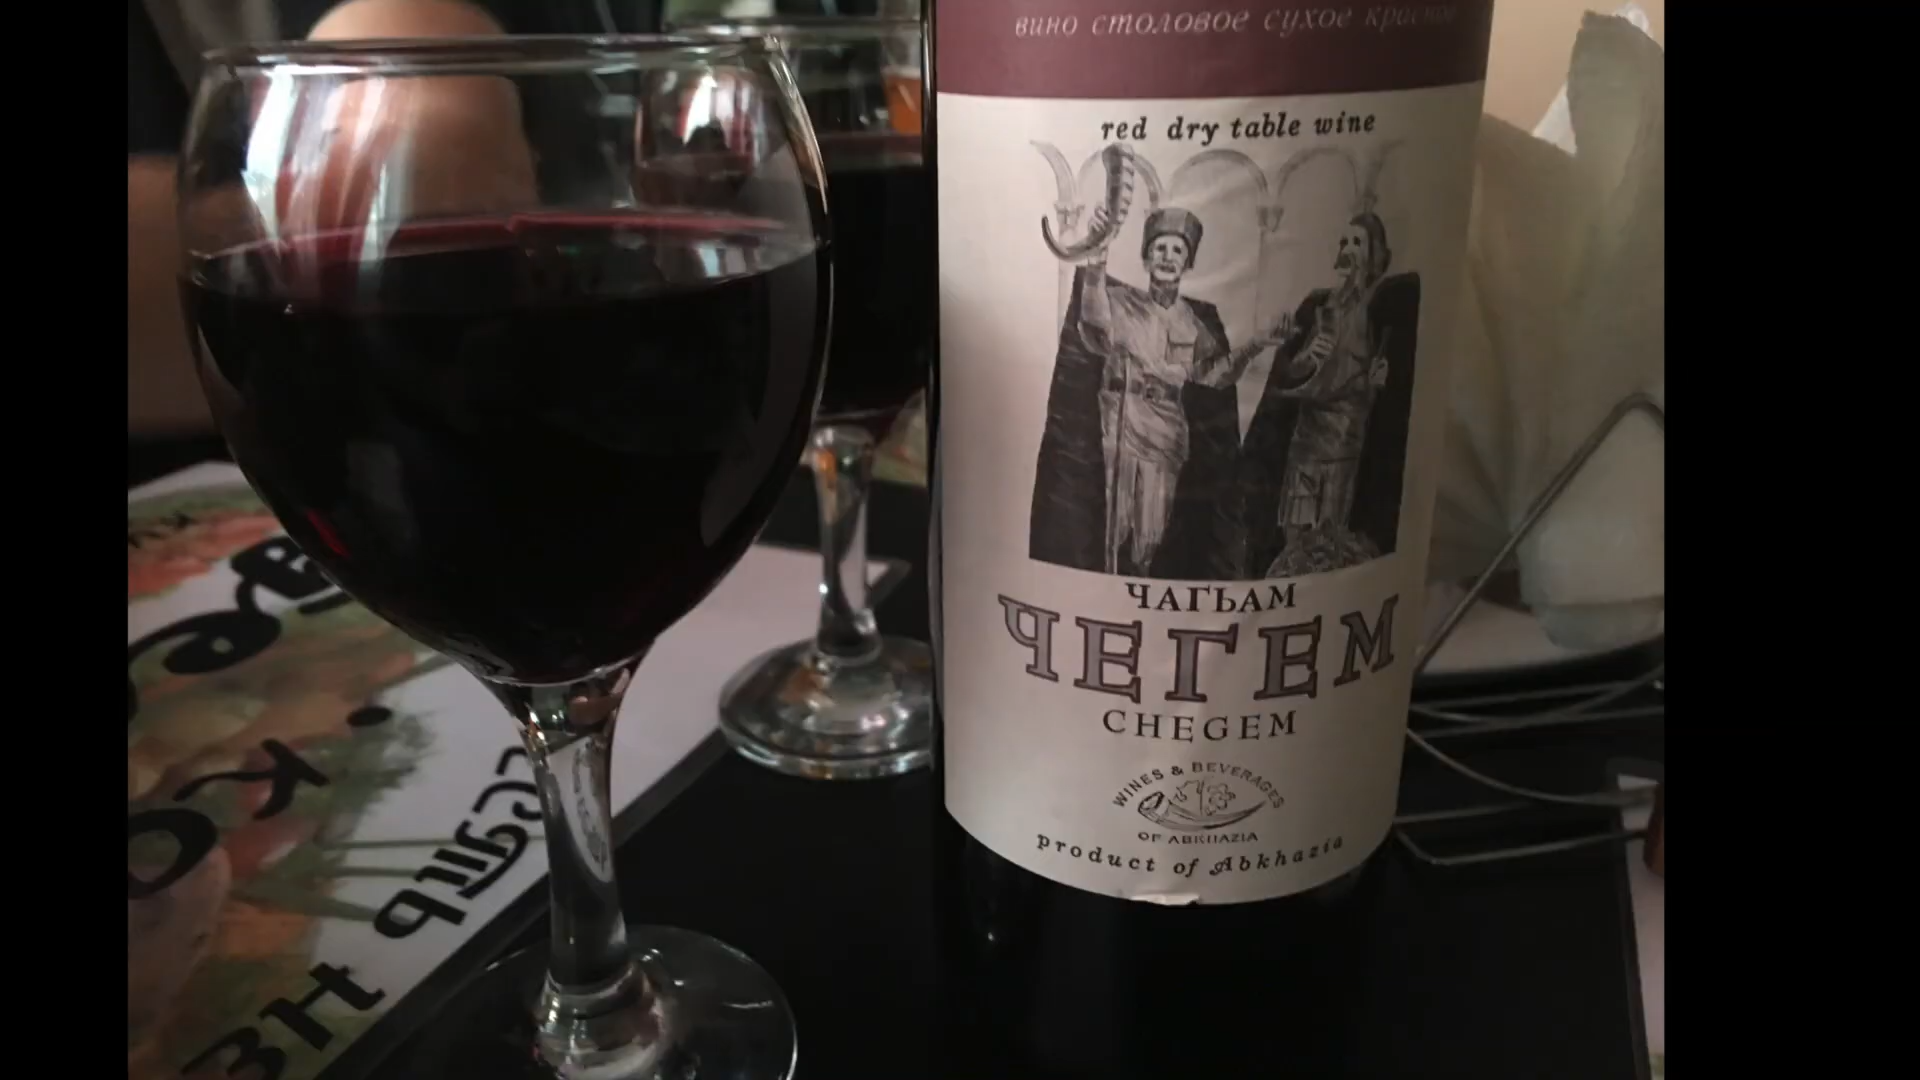 вино столовое сухое красное
red dry table wine
ЧАГЬАМ
ЧЕГЕМ
CHEGEM
WINES & BEVERAGES
OF ABKHAZIA
product of Abkhazia